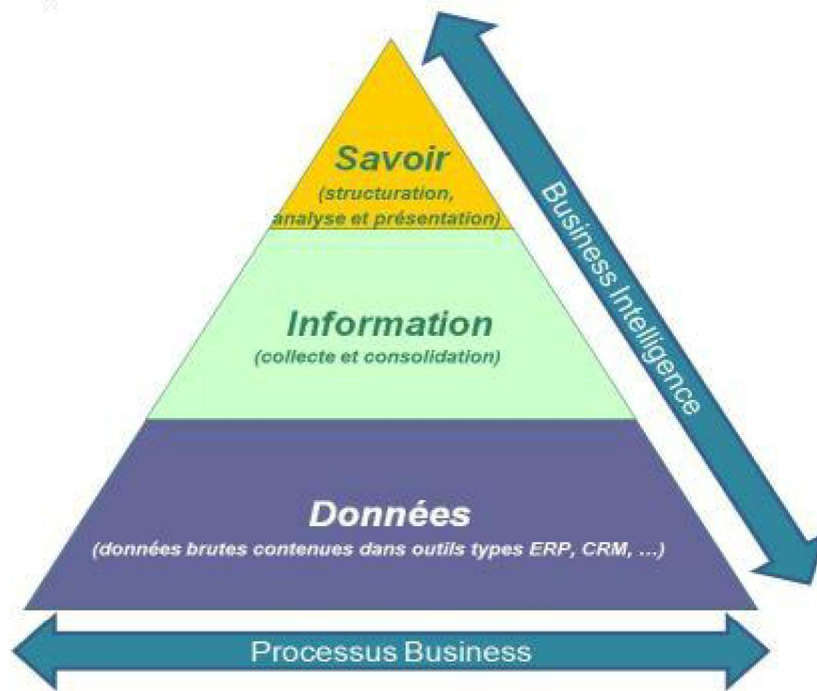 Savoir
(structuration,
analyse et présentation)
Information
(collecte et consolidation)
Données
(données brutes contenues dans outils types ERP, CRM, ...)
Business Intelligence
Processus Business